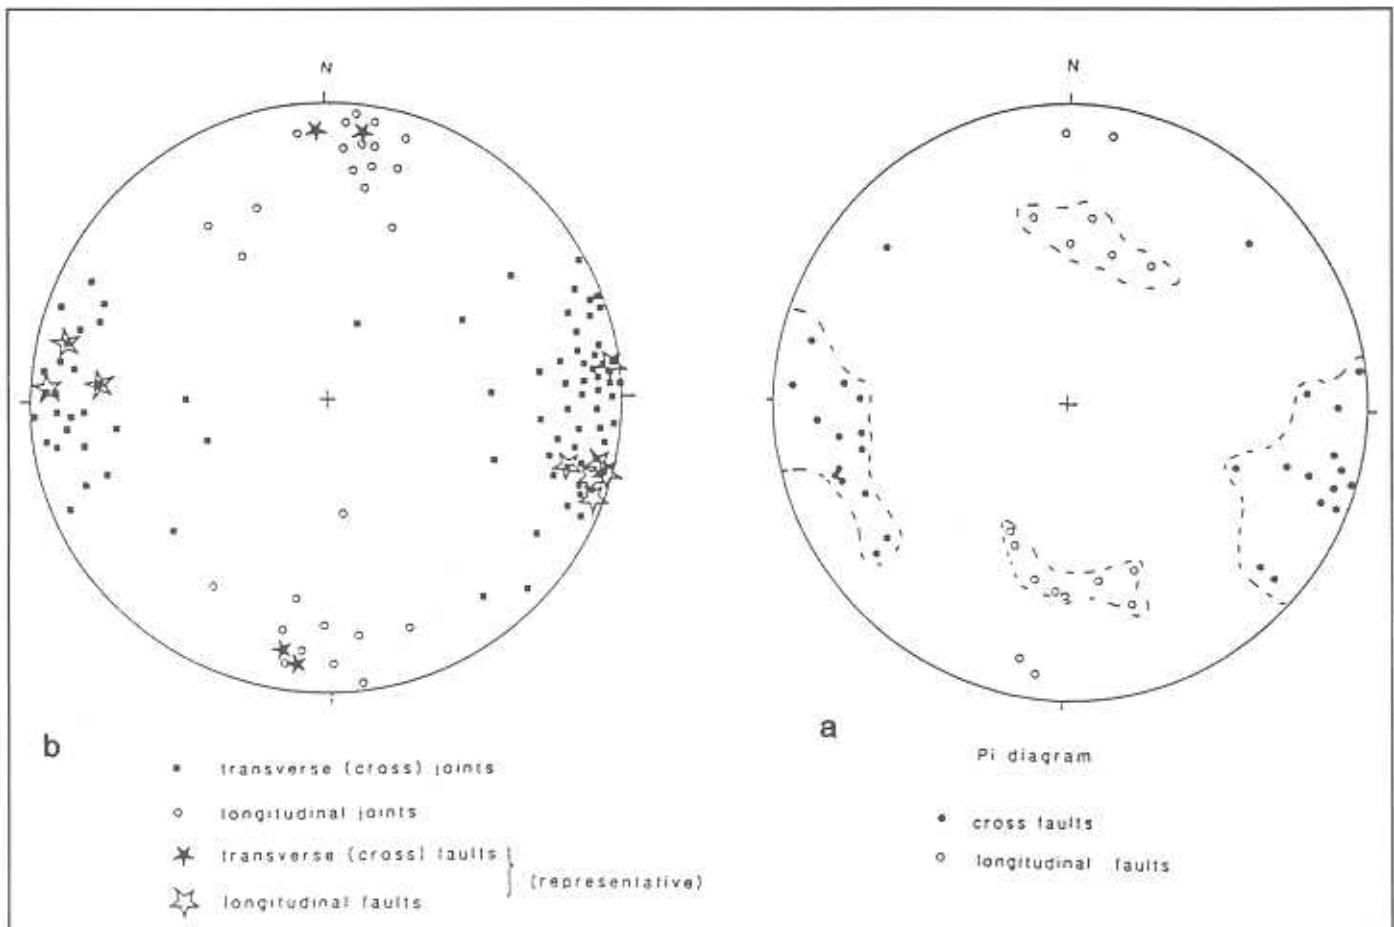 N
N
b
transverse (cross) joints
longitudinal joints
transverse (cross) faults
longitudinal faults
(representative)
a
Pi diagram
cross faults
longitudinal faults